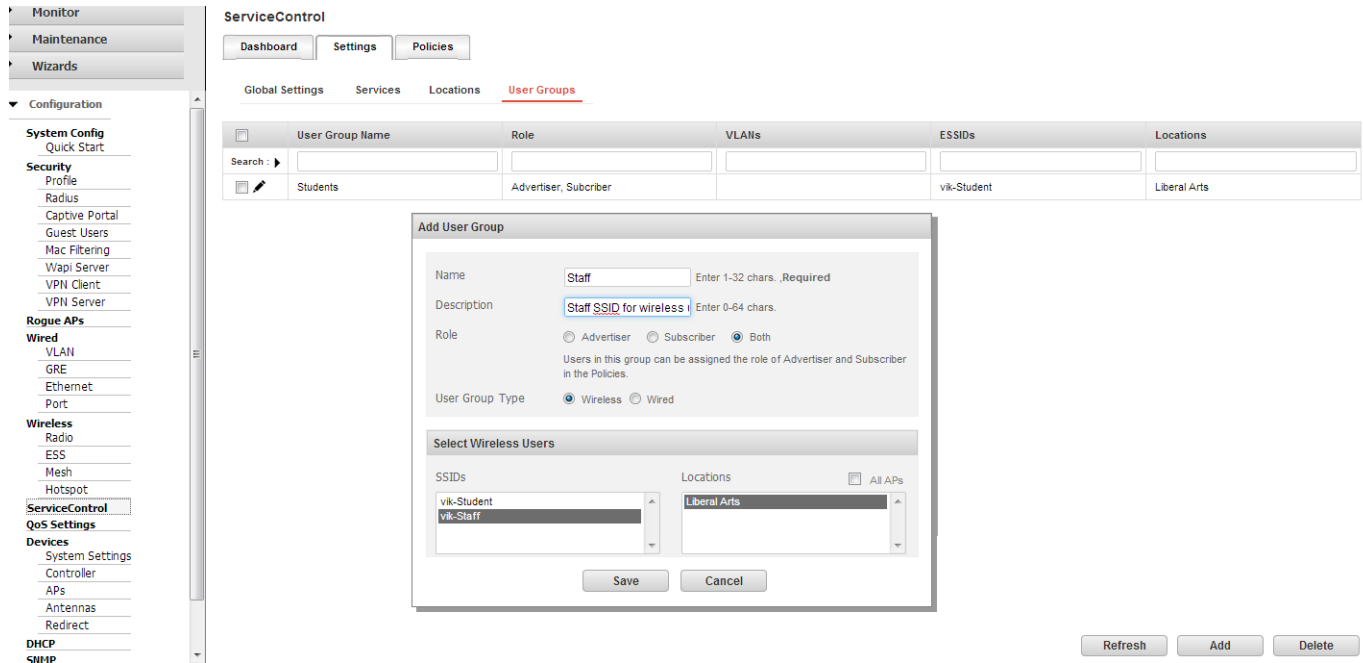 Monitor
Maintenance
Wizards
Configuration
System Config
Quick Start
Security
Profile
Radius
Captive Portal
Guest Users
Mac Filtering
Wapi Server
VPN Client
VPN Server
Rogue APs
Wired
VLAN
GRE
Ethernet
Port
Wireless
Radio
ESS
Mesh
Hotspot
ServiceControl
QoS Settings
Devices
System Settings
Controller
APs
Antennas
Redirect
DHCP
SNMP
ServiceControl
Dashboard Settings Policies
Global Settings Services Locations User Groups
User Group Name Role VLANs ESSIDs Locations
Search :
Students Advertiser, Subcriber vik-Student Liberal Arts
Add User Group
Name Staff Enter 1-32 chars. ,Required
Description Staff SSID for wireless Enter 0-64 chars.
Role Advertiser Subscriber Both
Users in this group can be assigned the role of Advertiser and Subscriber
in the Policies.
User Group Type Wireless Wired
Select Wireless Users
SSIDs Locations All APs
vik-Student Liberal Arts
vik-Staff
Save Cancel
Refresh Add Delete